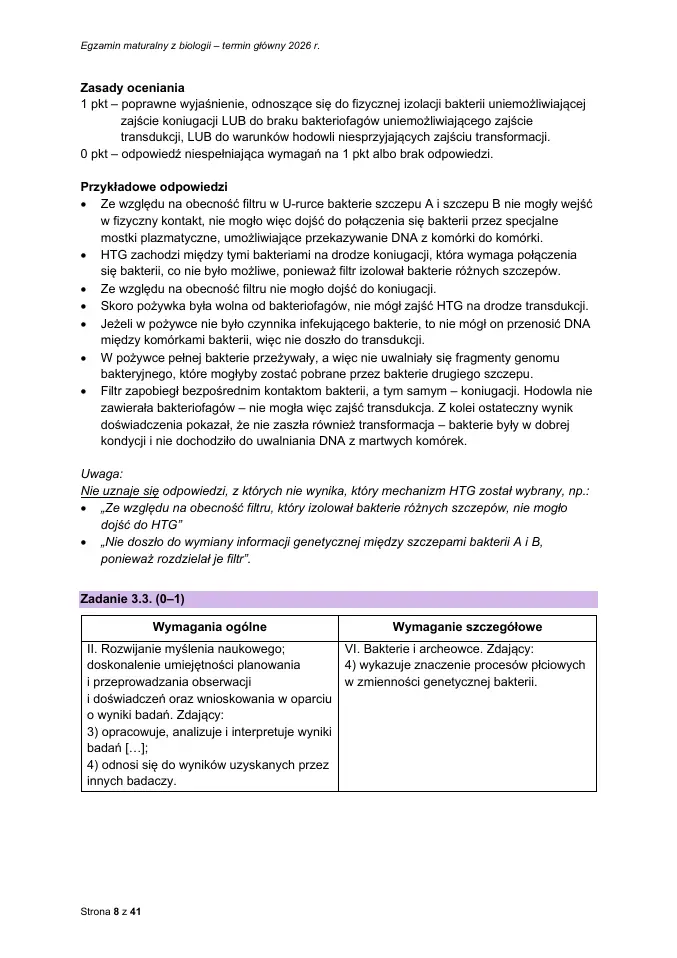 Egzamin maturalny z biologii – termin główny 2026 r.
Zasady oceniania
1 pkt – poprawne wyjaśnienie, odnoszące się do fizycznej izolacji bakterii uniemożliwiającej
zajście koniugacji LUB do braku bakteriofagów uniemożliwiającego zajście
transdukcji, LUB do warunków hodowli niesprzyjających zajściu transformacji.
0 pkt – odpowiedź niespełniająca wymagań na 1 pkt albo brak odpowiedzi.
Przykładowe odpowiedzi
• Ze względu na obecność filtru w U-rurce bakterie szczepu A i szczepu B nie mogły wejść
w fizyczny kontakt, nie mogło więc dojść do połączenia się bakterii przez specjalne
mostki plazmatyczne, umożliwiające przekazywanie DNA z komórki do komórki.
• HTG zachodzi między tymi bakteriami na drodze koniugacji, która wymaga połączenia
się bakterii, co nie było możliwe, ponieważ filtr izolował bakterie różnych szczepów.
• Ze względu na obecność filtru nie mogło dojść do koniugacji.
• Skoro pożywka była wolna od bakteriofagów, nie mógł zajść HTG na drodze transdukcji.
• Jeżeli w pożywce nie było czynnika infekującego bakterie, to nie mógł on przenosić DNA
między komórkami bakterii, więc nie doszło do transdukcji.
• W pożywce pełnej bakterie przeżywały, a więc nie uwalniały się fragmenty genomu
bakteryjnego, które mogłyby zostać pobrane przez bakterie drugiego szczepu.
• Filtr zapobiegł bezpośrednim kontaktom bakterii, a tym samym – koniugacji. Hodowla nie
zawierała bakteriofagów – nie mogła więc zajść transdukcja. Z kolei ostateczny wynik
doświadczenia pokazał, że nie zaszła również transformacja – bakterie były w dobrej
kondycji i nie dochodziło do uwalniania DNA z martwych komórek.
Uwaga:
Nie uznaje się odpowiedzi, z których nie wynika, który mechanizm HTG został wybrany, np.:
• „Ze względu na obecność filtru, który izolował bakterie różnych szczepów, nie mogło
dojść do HTG”
• „Nie doszło do wymiany informacji genetycznej między szczepami bakterii A i B,
ponieważ rozdzielał je filtr”.
Zadanie 3.3. (0–1)
Wymagania ogólne
II. Rozwijanie myślenia naukowego;
doskonalenie umiejętności planowania
i przeprowadzania obserwacji
i doświadczeń oraz wnioskowania w oparciu
o wyniki badań. Zdający:
3) opracowuje, analizuje i interpretuje wyniki
badań […];
4) odnosi się do wyników uzyskanych przez
innych badaczy.
Wymaganie szczegółowe
VI. Bakterie i archeowce. Zdający:
4) wykazuje znaczenie procesów płciowych
w zmienności genetycznej bakterii.
Strona 8 z 41